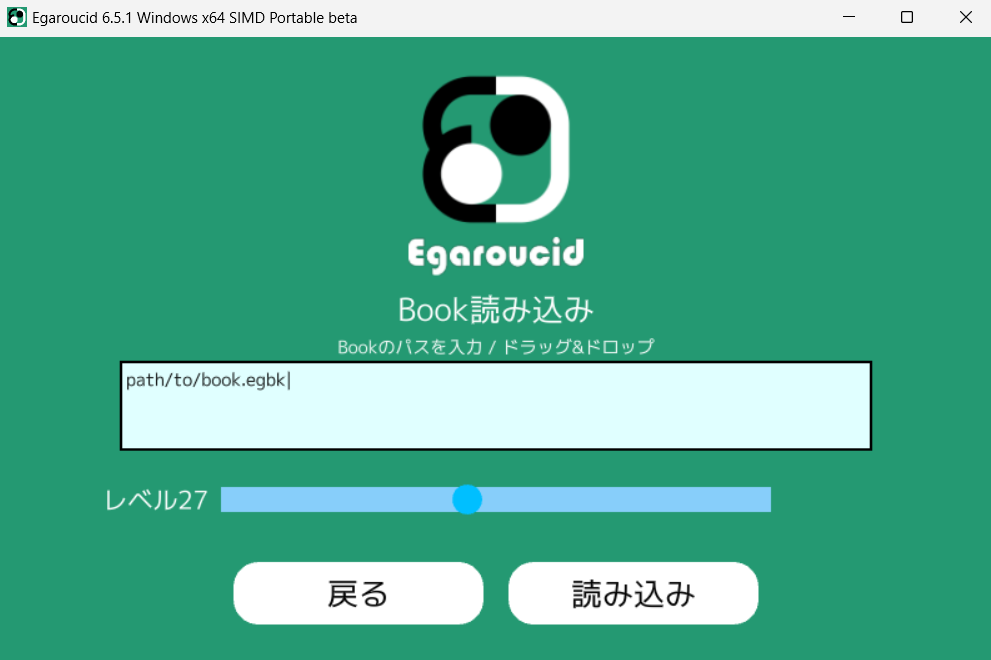 Egaroucid 6.5.1 Windows x64 SIMD Portable beta
Egaroucid
Book読み込み
Bookのパスを入力 / ドラッグ&ドロップ
path/to/book.egbk
レベル27
戻る
読み込み